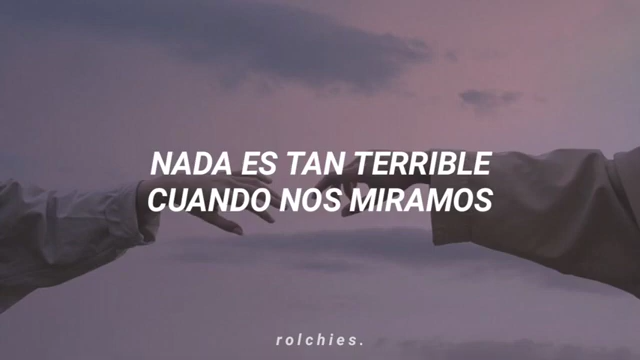 NADA ES TAN TERRIBLE
CUANDO NOS MIRAMOS
rolchies.